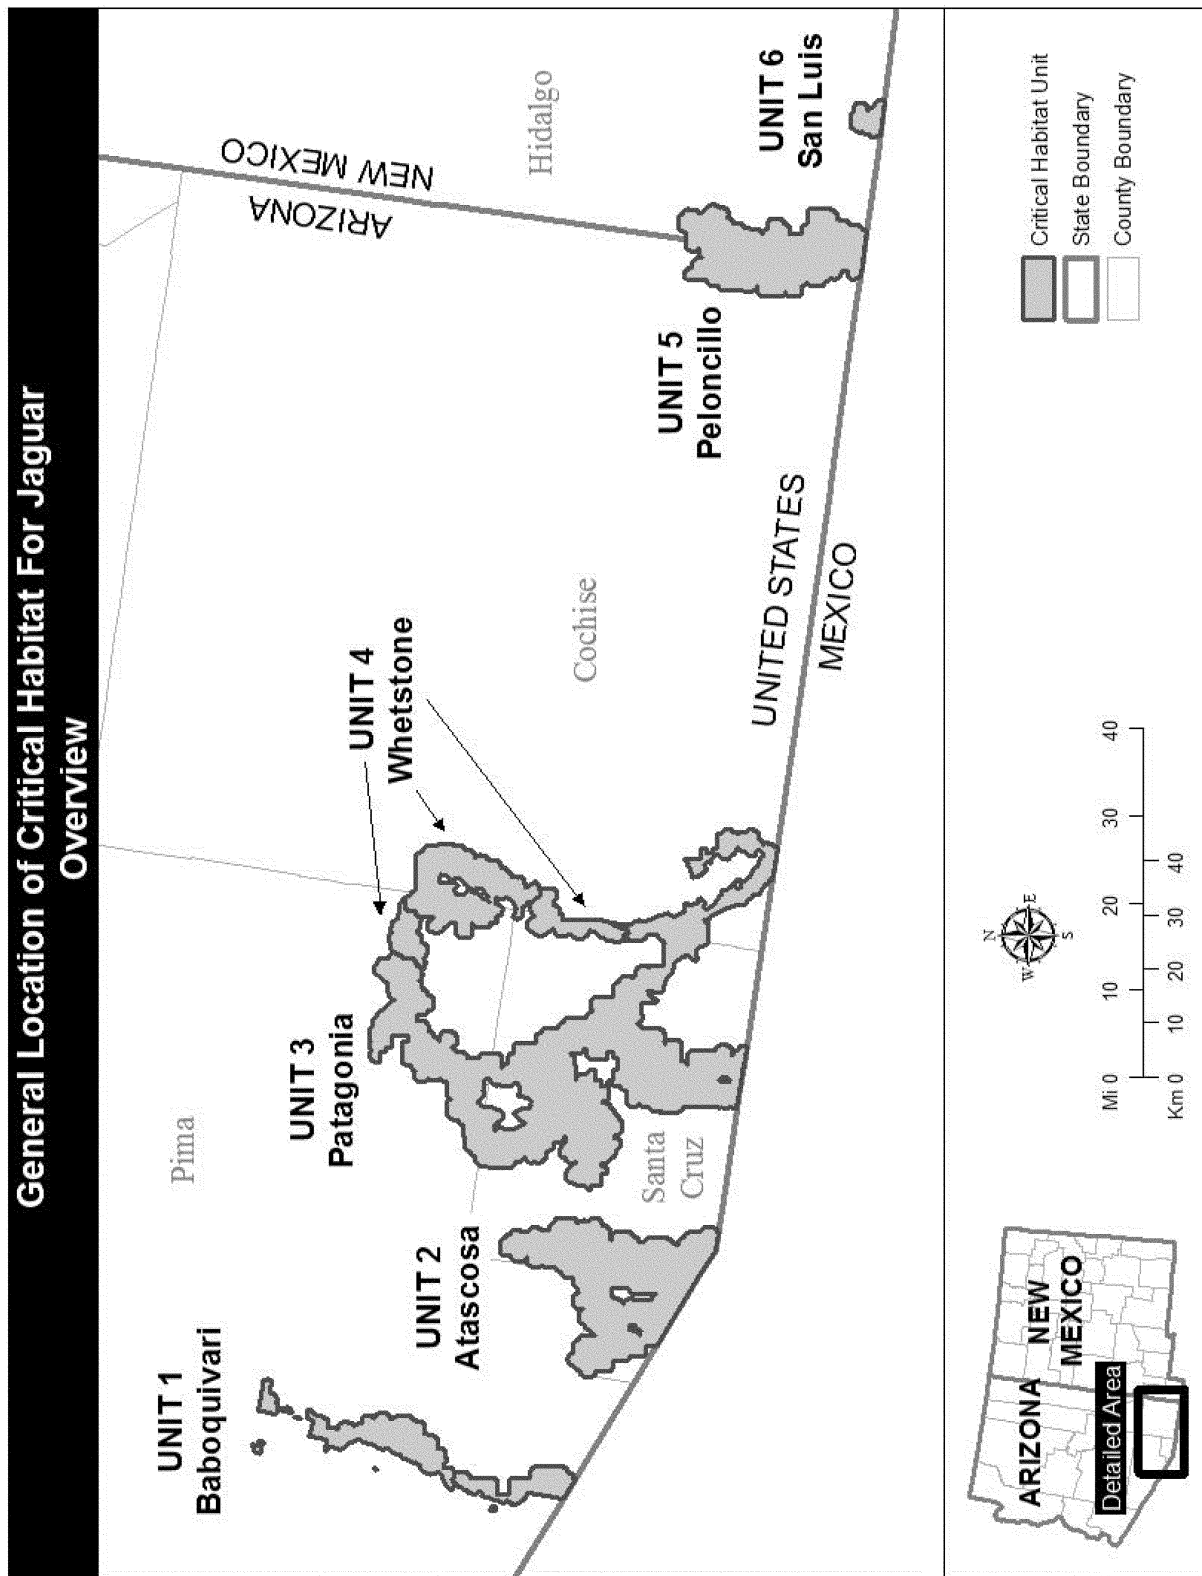 General Location of Critical Habitat For Jaguar
Overview
UNIT 1
Baboquivari
UNIT 2
Atascosa
UNIT 3
Patagonia
UNIT 4
Whetstone
UNIT 5
Peloncillo
UNIT 6
San Luis
Pima
Santa
Cruz
Cochise
Hidalgo
ARIZONA
NEW MEXICO
UNITED STATES
MEXICO
ARIZONA
NEW
MEXICO
Detailed Area
Mi 0 10 20 30 40
Km 0 10 20 30 40
N
W
E
S
Critical Habitat Unit
State Boundary
County Boundary